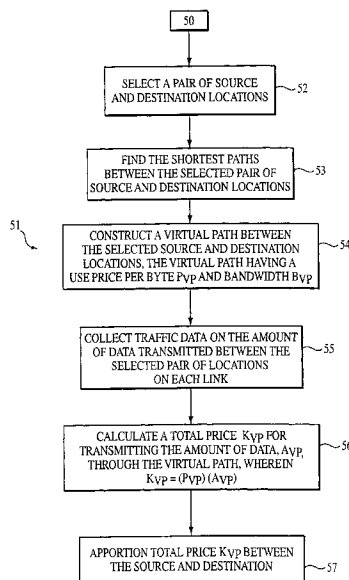 50
SELECT A PAIR OF SOURCE
AND DESTINATION LOCATIONS
52
FIND THE SHORTEST PATHS
BETWEEN THE SELECTED PAIR OF
SOURCE AND DESTINATION LOCATIONS
53
51
CONSTRUCT A VIRTUAL PATH BETWEEN
THE SELECTED SOURCE AND DESTINATION
LOCATIONS, THE VIRTUAL PATH HAVING A
USE PRICE PER BYTE PVP AND BANDWIDTH BVP
54
COLLECT TRAFFIC DATA ON THE AMOUNT
OF DATA TRANSMITTED BETWEEN THE
SELECTED PAIR OF LOCATIONS
ON EACH LINK
55
CALCULATE A TOTAL PRICE KVP FOR
TRANSMITTING THE AMOUNT OF DATA, AVP,
THROUGH THE VIRTUAL PATH, WHEREIN
KVP = (PVP) (AVP)
56
APPORTION TOTAL PRICE KVP BETWEEN
THE SOURCE AND DESTINATION
57